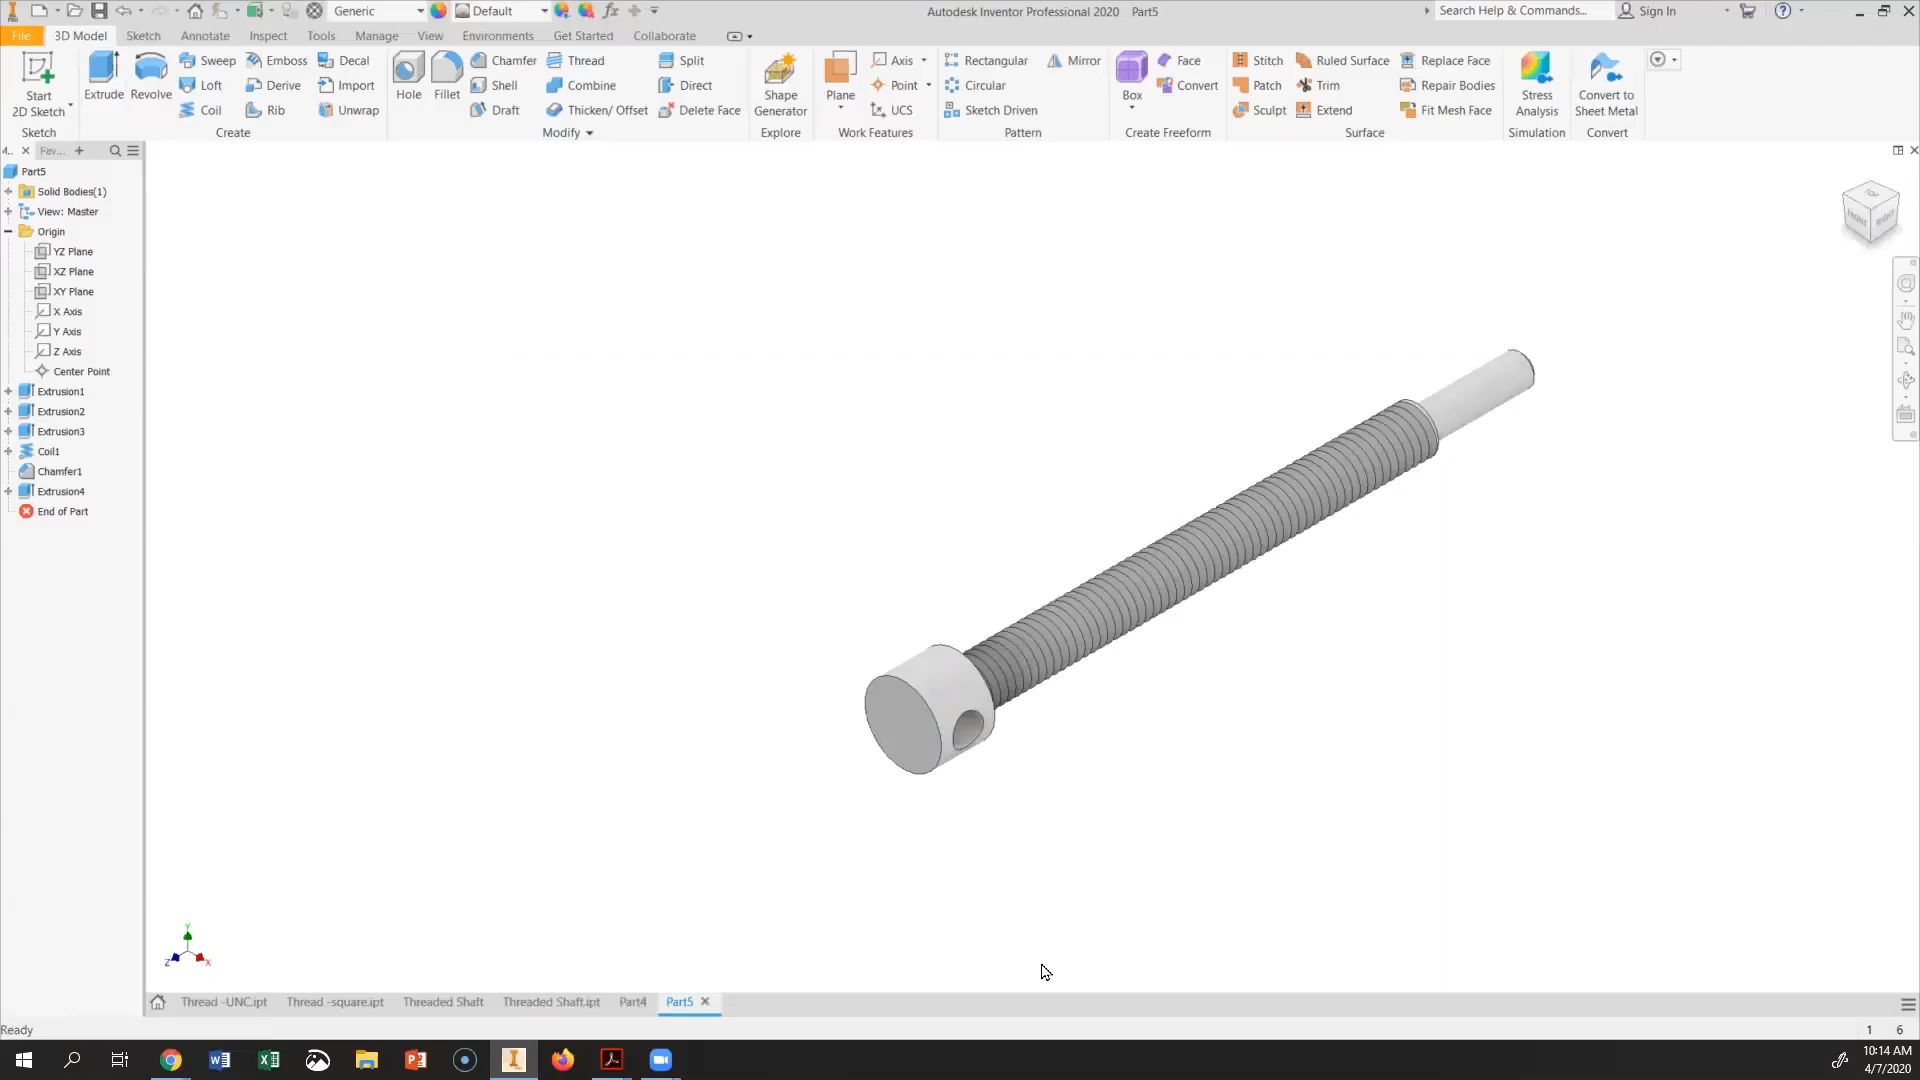 Generic
Default
Autodesk Inventor Professional 2020 Part5
Search Help & Commands...
Sign In
File 3D Model Sketch Annotate Inspect Tools Manage View Environments Get Started Collaborate
Start
2D Sketch
Extrude
Revolve
Sweep
Loft
Coil
Emboss
Derive
Rib
Decal
Import
Unwrap
Hole
Fillet
Chamfer
Shell
Draft
Thread
Combine
Thicken/ Offset
Split
Direct
Delete Face
Shape
Generator
Plane
Axis
Point
UCS
Rectangular
Circular
Sketch Driven
Mirror
Box
Face
Convert
Stitch
Patch
Sculpt
Ruled Surface
Trim
Extend
Replace Face
Repair Bodies
Fit Mesh Face
Stress
Analysis
Convert to
Sheet Metal
Sketch Create Modify Explore Work Features Pattern Create Freeform Surface Simulation Convert
Fav...
Part5
Solid Bodies(1)
View: Master
Origin
YZ Plane
XZ Plane
XY Plane
X Axis
Y Axis
Z Axis
Center Point
Extrusion1
Extrusion2
Extrusion3
Coil1
Chamfer1
Extrusion4
End of Part
TOP
FRONT
RIGHT
Y
Z
X
Thread -UNC.ipt Thread -square.ipt Threaded Shaft Threaded Shaft.ipt Part4 Part5
Ready
1 6
10:14 AM
4/7/2020